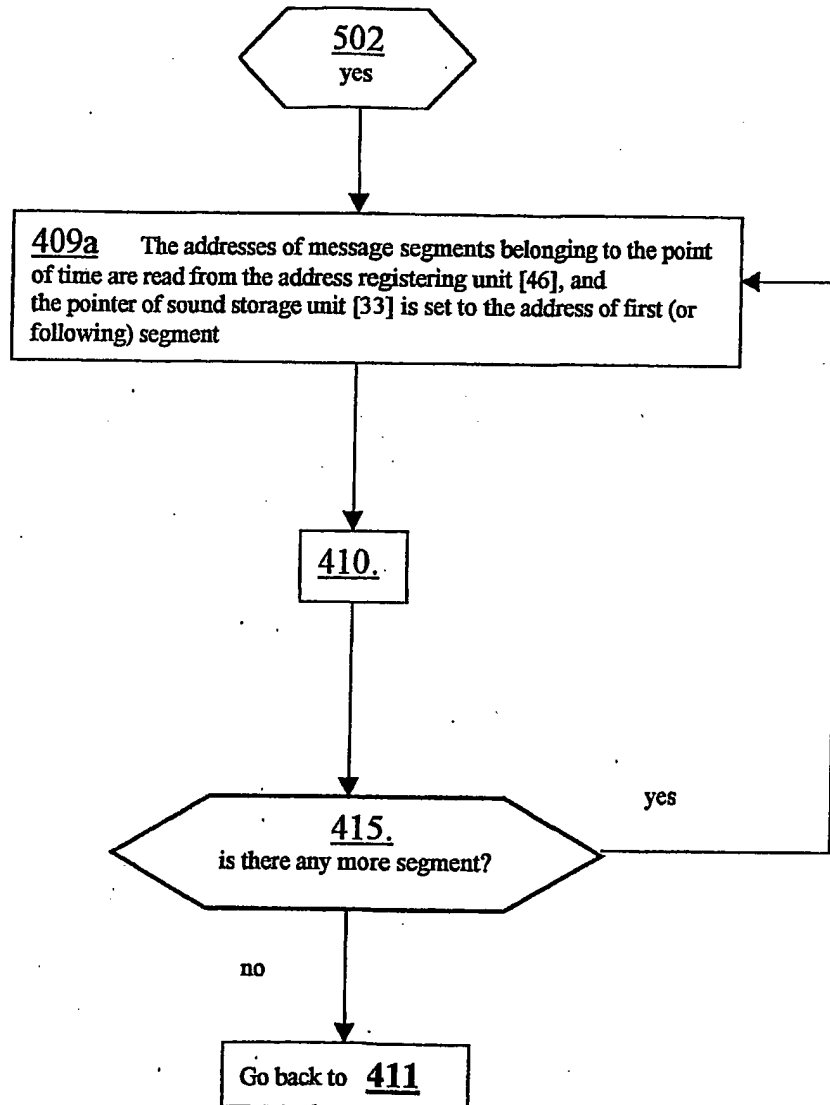 502
yes
409a The addresses of message segments belonging to the point
of time are read from the address registering unit [46], and
the pointer of sound storage unit [33] is set to the address of first (or
following) segment
410.
415.
is there any more segment?
yes
no
Go back to 411